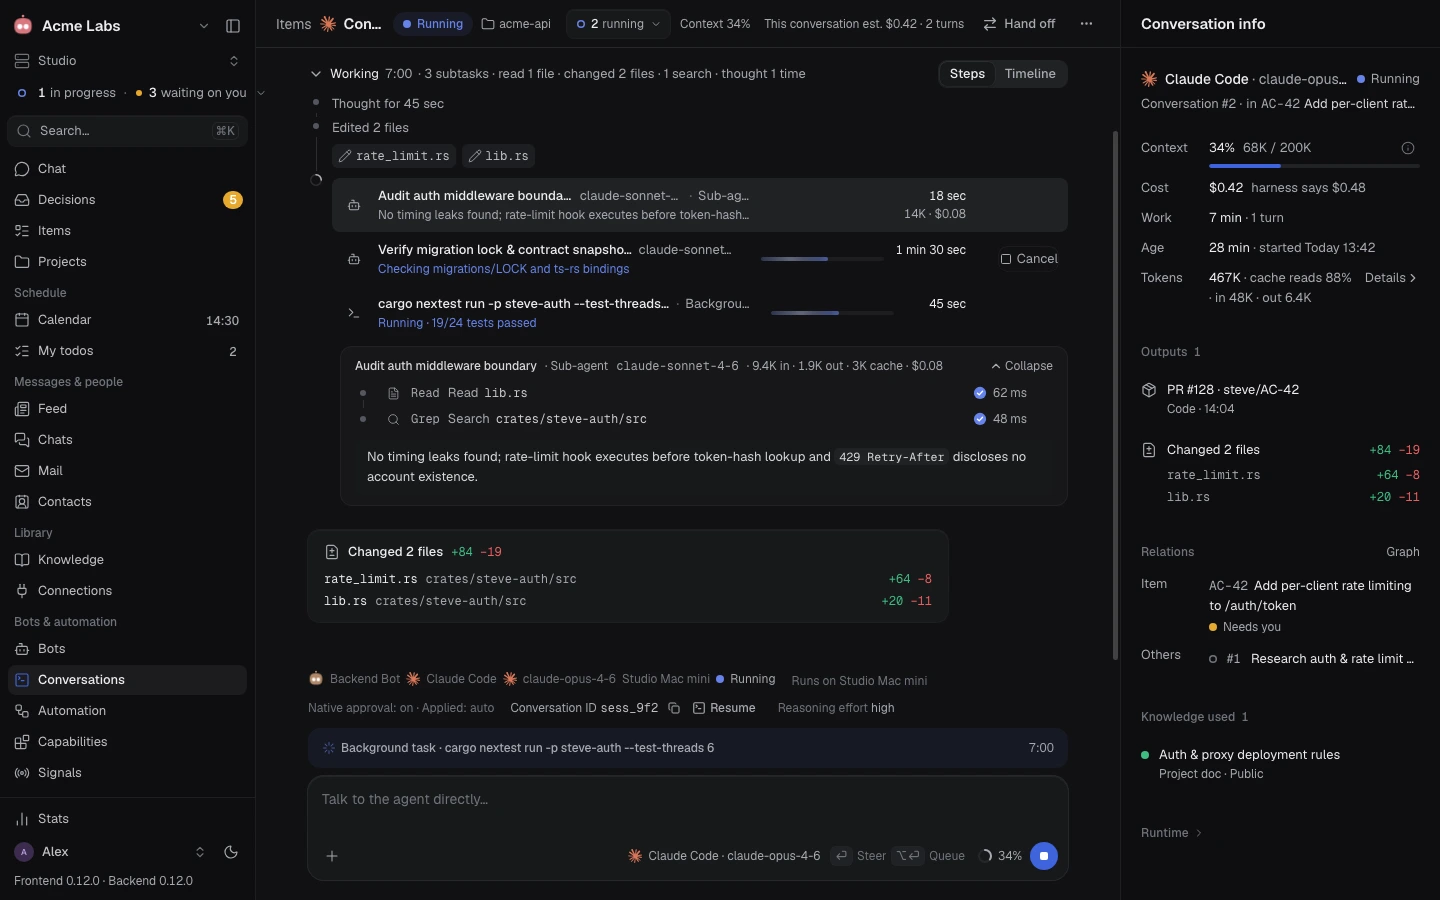 Acme Labs
Studio
1 in progress · 3 waiting on you
Search... ⌘K
Chat
Decisions 5
Items
Projects
Schedule
Calendar 14:30
My todos 2
Messages & people
Feed
Chats
Mail
Contacts
Library
Knowledge
Connections
Bots & automation
Bots
Conversations
Automation
Capabilities
Signals
Stats
A Alex
Frontend 0.12.0 · Backend 0.12.0
Items Con... Running acme-api 2 running Context 34% This conversation est. $0.42 · 2 turns Hand off ···
Working 7:00 · 3 subtasks · read 1 file · changed 2 files · 1 search · thought 1 time Steps Timeline
Thought for 45 sec
Edited 2 files
rate_limit.rs lib.rs
Audit auth middleware bounda... claude-sonnet-... · Sub-ag... 18 sec
No timing leaks found; rate-limit hook executes before token-hash... 14K · $0.08
Verify migration lock & contract snapsho... claude-sonnet... 1 min 30 sec
Checking migrations/LOCK and ts-rs bindings Cancel
cargo nextest run -p steve-auth --test-threads... · Backgrou... 45 sec
Running · 19/24 tests passed
Audit auth middleware boundary · Sub-agent claude-sonnet-4-6 · 9.4K in · 1.9K out · 3K cache · $0.08 Collapse
Read Read lib.rs 62 ms
Grep Search crates/steve-auth/src 48 ms
No timing leaks found; rate-limit hook executes before token-hash lookup and 429 Retry-After discloses no
account existence.
Changed 2 files +84 −19
rate_limit.rs crates/steve-auth/src +64 −8
lib.rs crates/steve-auth/src +20 −11
Backend Bot Claude Code claude-opus-4-6 Studio Mac mini Running Runs on Studio Mac mini
Native approval: on · Applied: auto Conversation ID sess_9f2 Resume Reasoning effort high
Background task · cargo nextest run -p steve-auth --test-threads 6 7:00
Talk to the agent directly...
Claude Code · claude-opus-4-6 ↵ Steer ⌥↵ Queue 34%
Conversation info
Claude Code · claude-opus... Running
Conversation #2 · in AC-42 Add per-client rat...
Context 34% 68K / 200K
Cost $0.42 harness says $0.48
Work 7 min · 1 turn
Age 28 min · started Today 13:42
Tokens 467K · cache reads 88% Details
· in 48K · out 6.4K
Outputs 1
PR #128 · steve/AC-42
Code · 14:04
Changed 2 files +84 −19
rate_limit.rs +64 −8
lib.rs +20 −11
Relations Graph
Item AC-42 Add per-client rate limiting
to /auth/token
Needs you
Others #1 Research auth & rate limit ...
Knowledge used 1
Auth & proxy deployment rules
Project doc · Public
Runtime